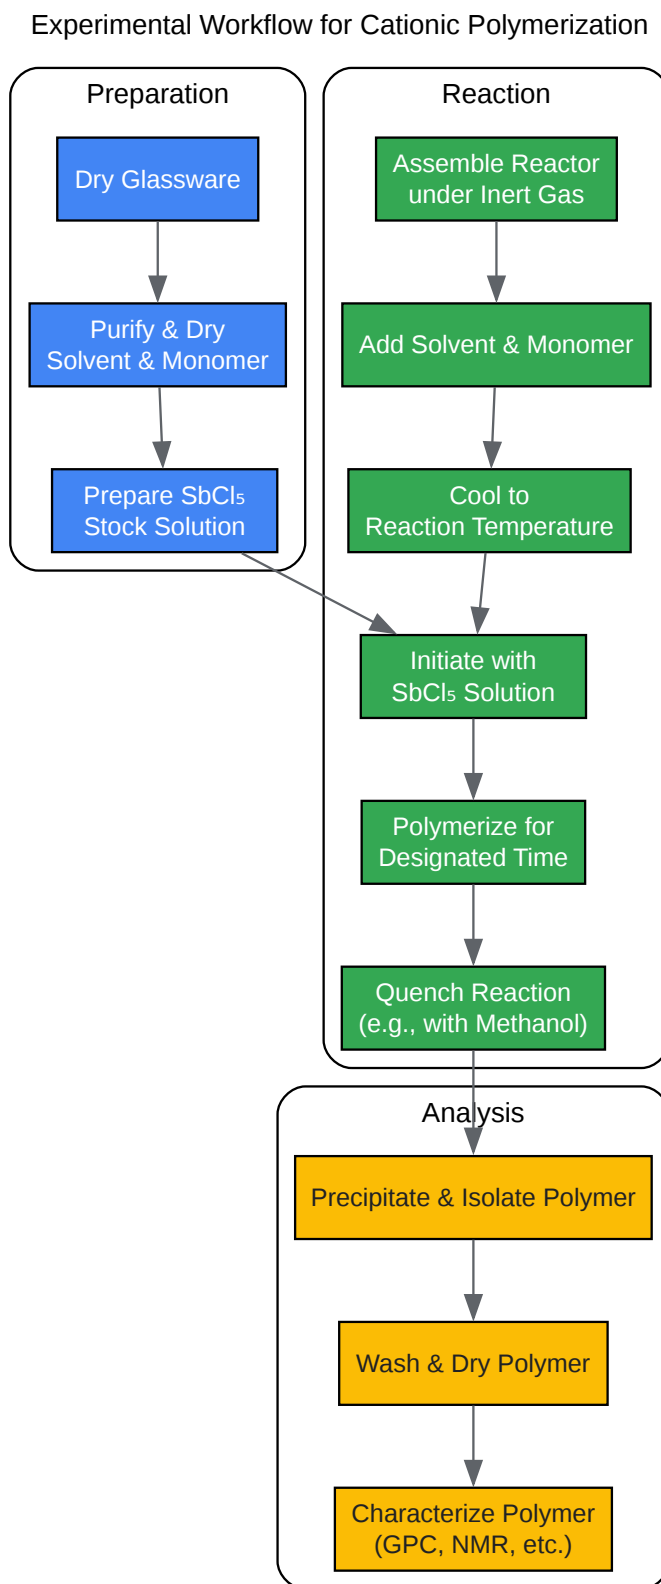 Experimental Workflow for Cationic Polymerization
Preparation
Dry Glassware
Purify & Dry
Solvent & Monomer
Prepare SbCl₅
Stock Solution
Reaction
Assemble Reactor
under Inert Gas
Add Solvent & Monomer
Cool to
Reaction Temperature
Initiate with
SbCl₅ Solution
Polymerize for
Designated Time
Quench Reaction
(e.g., with Methanol)
Analysis
Precipitate & Isolate Polymer
Wash & Dry Polymer
Characterize Polymer
(GPC, NMR, etc.)